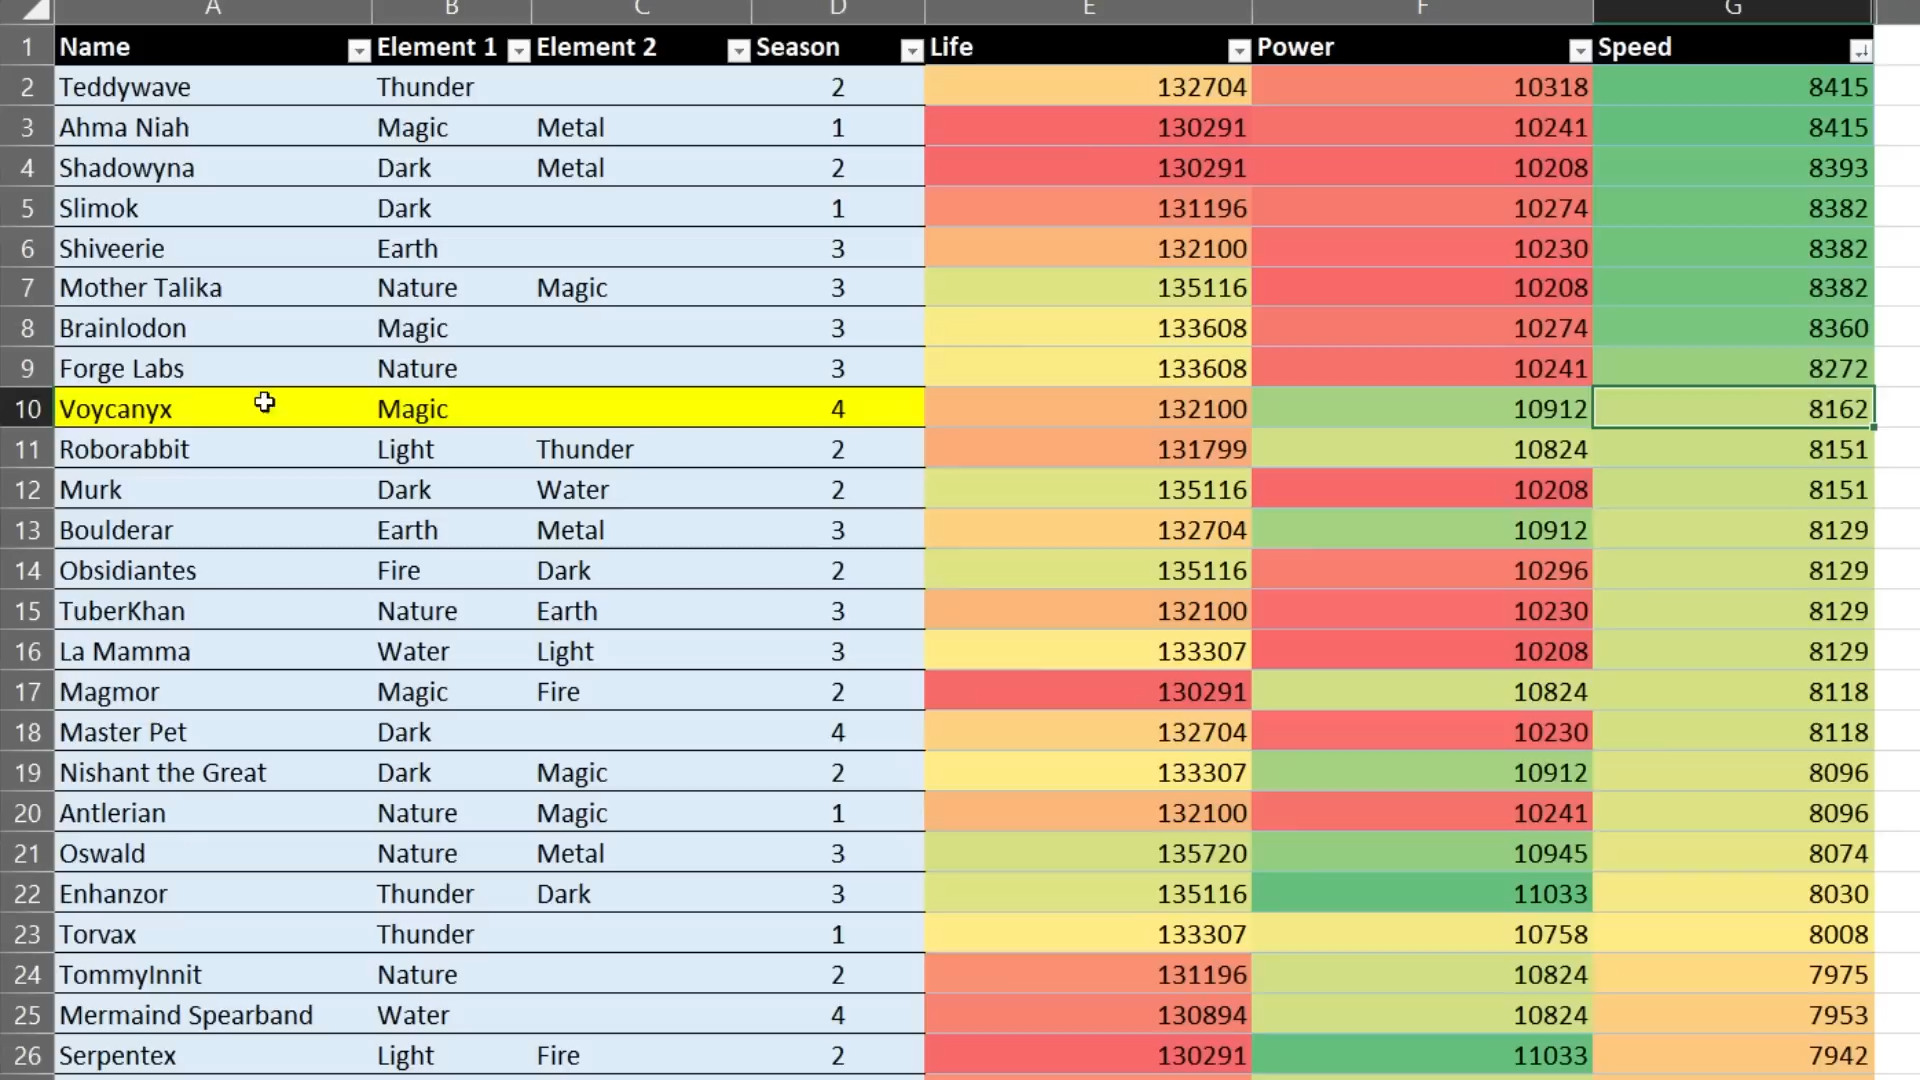 A B C D E F G
1 Name Element 1 Element 2 Season Life Power Speed
2 Teddywave Thunder 2 132704 10318 8415
3 Ahma Niah Magic Metal 1 130291 10241 8415
4 Shadowyna Dark Metal 2 130291 10208 8393
5 Slimok Dark 1 131196 10274 8382
6 Shiveerie Earth 3 132100 10230 8382
7 Mother Talika Nature Magic 3 135116 10208 8382
8 Brainlodon Magic 3 133608 10274 8360
9 Forge Labs Nature 3 133608 10241 8272
10 Voycanyx Magic 4 132100 10912 8162
11 Roborabbit Light Thunder 2 131799 10824 8151
12 Murk Dark Water 2 135116 10208 8151
13 Boulderar Earth Metal 3 132704 10912 8129
14 Obsidiantes Fire Dark 2 135116 10296 8129
15 TuberKhan Nature Earth 3 132100 10230 8129
16 La Mamma Water Light 3 133307 10208 8129
17 Magmor Magic Fire 2 130291 10824 8118
18 Master Pet Dark 4 132704 10230 8118
19 Nishant the Great Dark Magic 2 133307 10912 8096
20 Antlerian Nature Magic 1 132100 10241 8096
21 Oswald Nature Metal 3 135720 10945 8074
22 Enhanzor Thunder Dark 3 135116 11033 8030
23 Torvax Thunder 1 133307 10758 8008
24 TommyInnit Nature 2 131196 10824 7975
25 Mermaind Spearband Water 4 130894 10824 7953
26 Serpentex Light Fire 2 130291 11033 7942